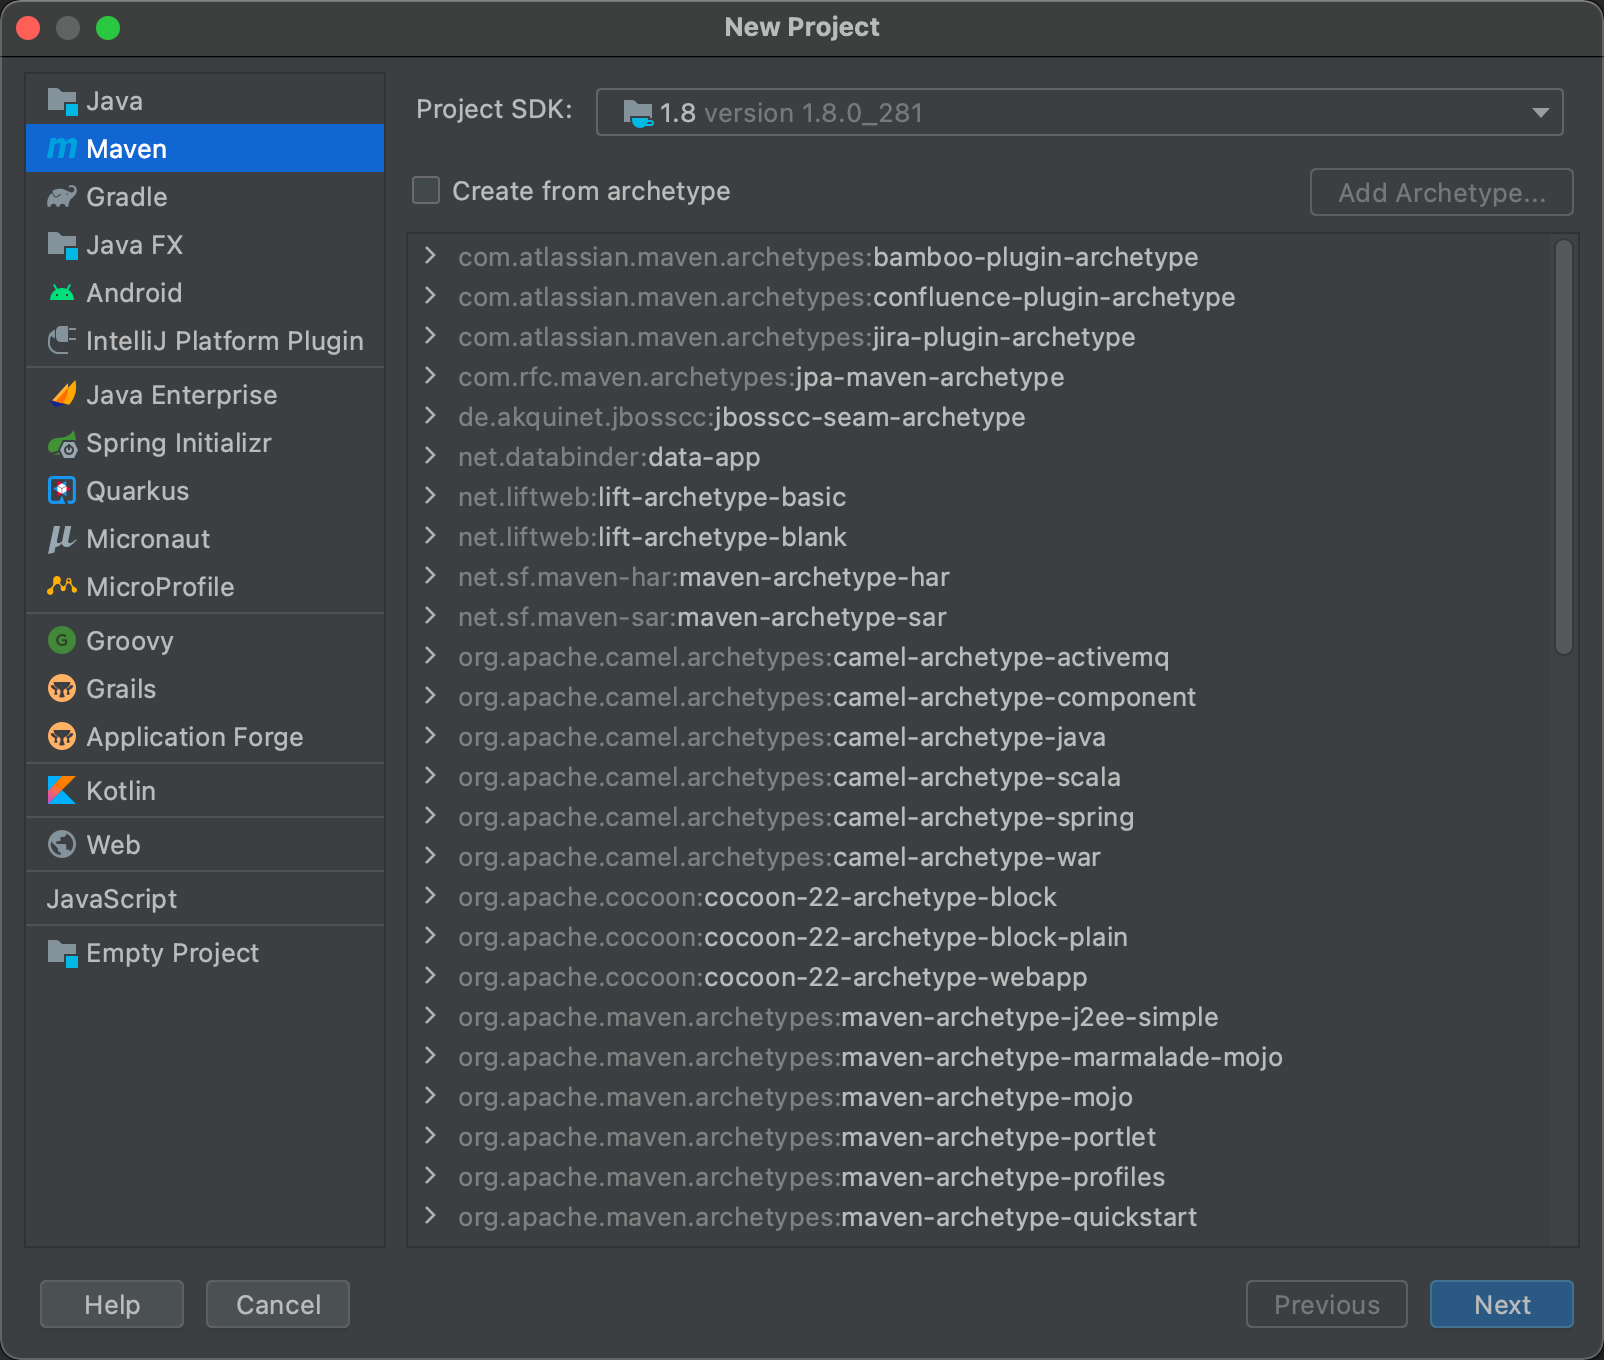 New Project
Java
Maven
Gradle
Java FX
Android
IntelliJ Platform Plugin
Java Enterprise
Spring Initializr
Quarkus
Micronaut
MicroProfile
Groovy
Grails
Application Forge
Kotlin
Web
JavaScript
Empty Project
Project SDK: 1.8 version 1.8.0_281
Create from archetype
Add Archetype...
com.atlassian.maven.archetypes:bamboo-plugin-archetype
com.atlassian.maven.archetypes:confluence-plugin-archetype
com.atlassian.maven.archetypes:jira-plugin-archetype
com.rfc.maven.archetypes:jpa-maven-archetype
de.akquinet.jbosscc:jbosscc-seam-archetype
net.databinder:data-app
net.liftweb:lift-archetype-basic
net.liftweb:lift-archetype-blank
net.sf.maven-har:maven-archetype-har
net.sf.maven-sar:maven-archetype-sar
org.apache.camel.archetypes:camel-archetype-activemq
org.apache.camel.archetypes:camel-archetype-component
org.apache.camel.archetypes:camel-archetype-java
org.apache.camel.archetypes:camel-archetype-scala
org.apache.camel.archetypes:camel-archetype-spring
org.apache.camel.archetypes:camel-archetype-war
org.apache.cocoon:cocoon-22-archetype-block
org.apache.cocoon:cocoon-22-archetype-block-plain
org.apache.cocoon:cocoon-22-archetype-webapp
org.apache.maven.archetypes:maven-archetype-j2ee-simple
org.apache.maven.archetypes:maven-archetype-marmalade-mojo
org.apache.maven.archetypes:maven-archetype-mojo
org.apache.maven.archetypes:maven-archetype-portlet
org.apache.maven.archetypes:maven-archetype-profiles
org.apache.maven.archetypes:maven-archetype-quickstart
Help
Cancel
Previous
Next